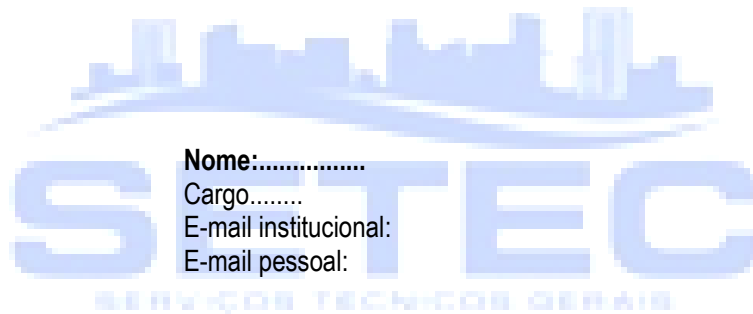 Nome:................
Cargo........
E-mail institucional:
E-mail pessoal:
SETEC
SERVIÇOS TÉCNICOS GERAIS